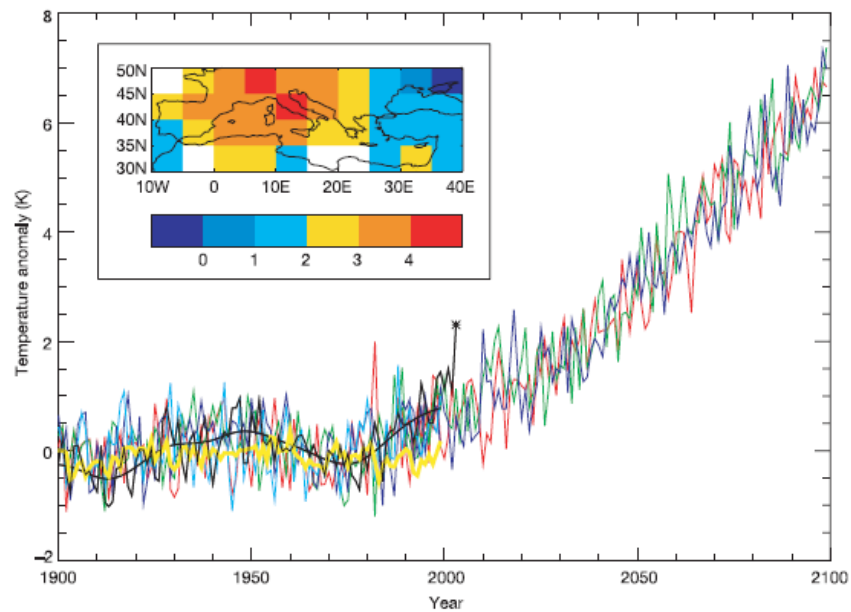 8
6
4
2
0
−2
Temperature anomaly (K)
50N
45N
40N
35N
30N
10W 0 10E 20E 30E 40E
0 1 2 3 4
1900 1950 2000 2050 2100
Year